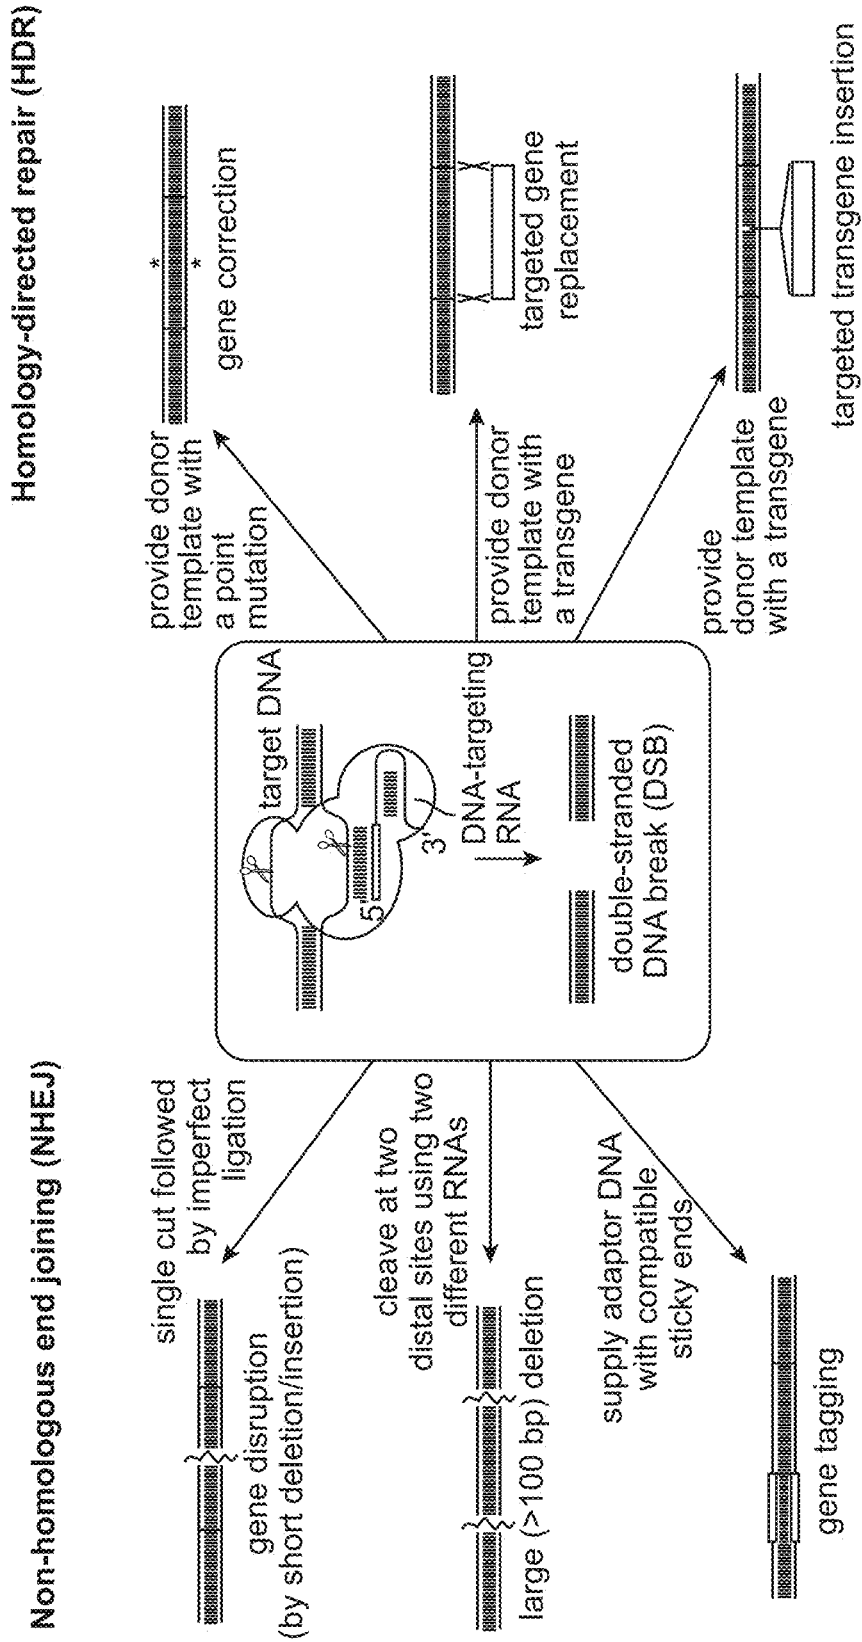 Non-homologous end joining (NHEJ)
Homology-directed repair (HDR)
single cut followed
by imperfect
ligation
gene disruption
(by short deletion/insertion)
cleave at two
distal sites using two
different RNAs
large (>100 bp) deletion
supply adaptor DNA
with compatible
sticky ends
gene tagging
target DNA
5'
3'
DNA-targeting
RNA
double-stranded
DNA break (DSB)
provide donor
template with
a point
mutation
*
*
gene correction
provide donor
template with
a transgene
targeted gene
replacement
provide
donor template
with a transgene
targeted transgene insertion